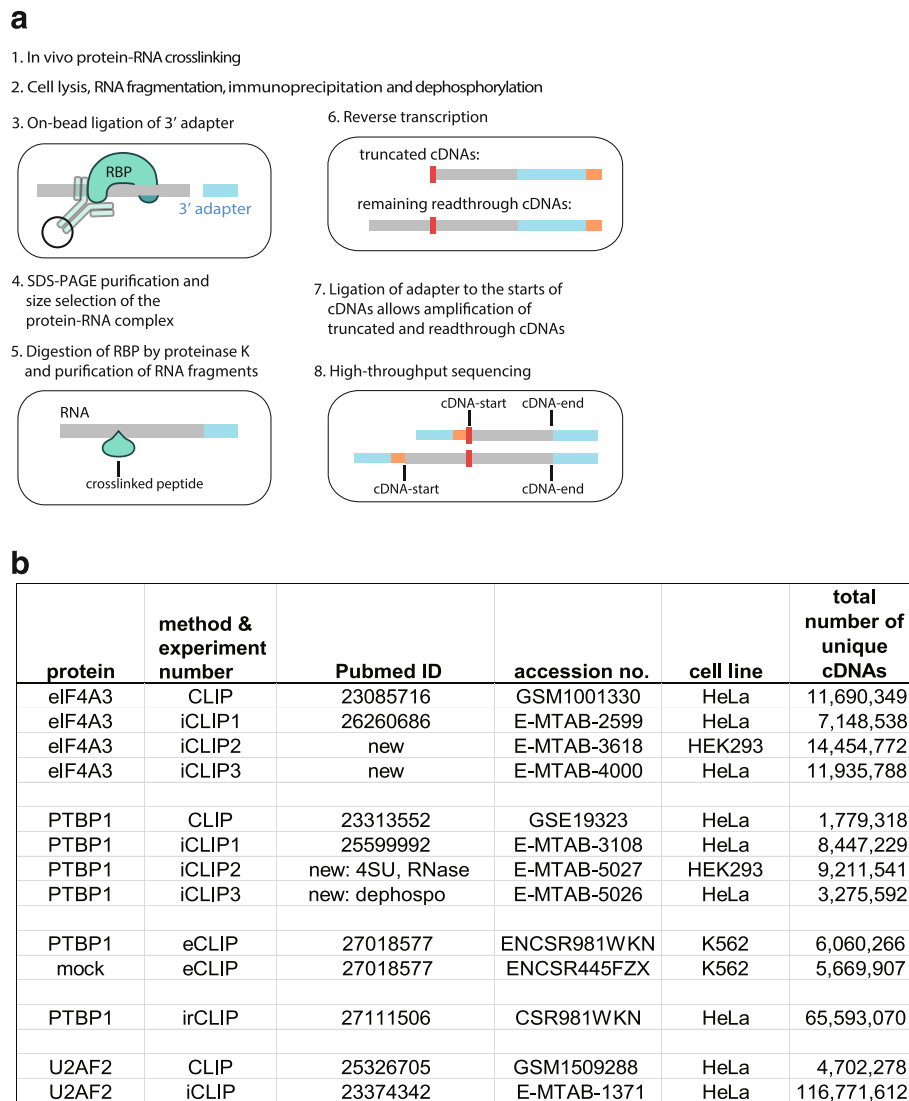 a
1. In vivo protein-RNA crosslinking
2. Cell lysis, RNA fragmentation, immunoprecipitation and dephosphorylation
3. On-bead ligation of 3' adapter
RBP
3' adapter
4. SDS-PAGE purification and
size selection of the
protein-RNA complex
5. Digestion of RBP by proteinase K
and purification of RNA fragments
RNA
crosslinked peptide
6. Reverse transcription
truncated cDNAs:
remaining readthrough cDNAs:
7. Ligation of adapter to the starts of
cDNAs allows amplification of
truncated and readthrough cDNAs
8. High-throughput sequencing
cDNA-start cDNA-end
cDNA-start cDNA-end
b
protein method & experiment number Pubmed ID accession no. cell line total number of unique cDNAs
eIF4A3 CLIP 23085716 GSM1001330 HeLa 11,690,349
eIF4A3 iCLIP1 26260686 E-MTAB-2599 HeLa 7,148,538
eIF4A3 iCLIP2 new E-MTAB-3618 HEK293 14,454,772
eIF4A3 iCLIP3 new E-MTAB-4000 HeLa 11,935,788
PTBP1 CLIP 23313552 GSE19323 HeLa 1,779,318
PTBP1 iCLIP1 25599992 E-MTAB-3108 HeLa 8,447,229
PTBP1 iCLIP2 new: 4SU, RNase E-MTAB-5027 HEK293 9,211,541
PTBP1 iCLIP3 new: dephospo E-MTAB-5026 HeLa 3,275,592
PTBP1 eCLIP 27018577 ENCSR981WKN K562 6,060,266
mock eCLIP 27018577 ENCSR445FZX K562 5,669,907
PTBP1 irCLIP 27111506 CSR981WKN HeLa 65,593,070
U2AF2 CLIP 25326705 GSM1509288 HeLa 4,702,278
U2AF2 iCLIP 23374342 E-MTAB-1371 HeLa 116,771,612